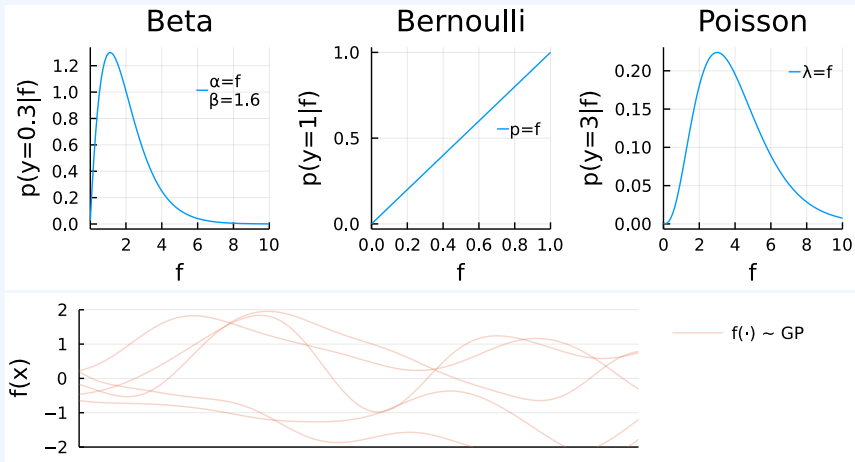 Beta
Bernoulli
Poisson
p(y=0.3|f)
1.2
1.0
0.8
0.6
0.4
0.2
0.0
α=f
β=1.6
2
4
6
8
10
f
p(y=1|f)
1.0
0.5
0.0
p=f
0.0
0.2
0.4
0.6
0.8
1.0
f
p(y=3|f)
0.20
0.15
0.10
0.05
0.00
λ=f
0
2
4
6
8
10
f
f(x)
2
1
0
−1
−2
f(·) ~ GP